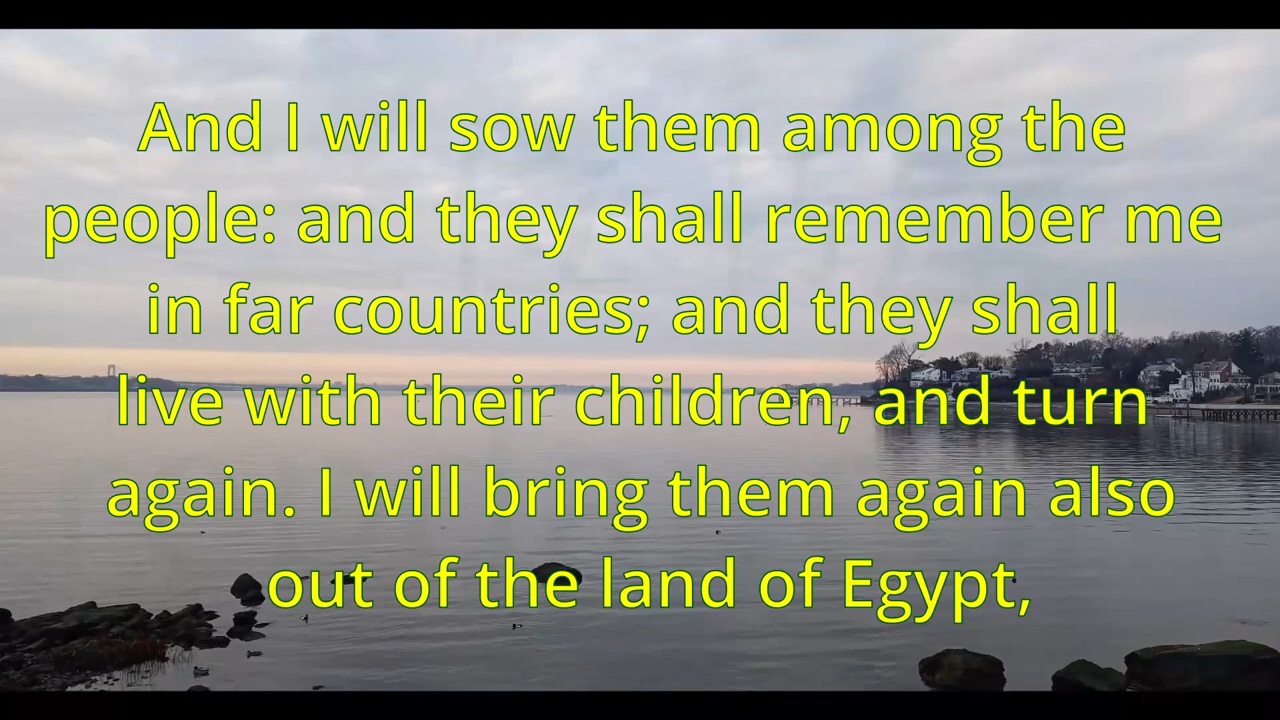 And I will sow them among the
people: and they shall remember me
in far countries; and they shall
live with their children, and turn
again. I will bring them again also
out of the land of Egypt,